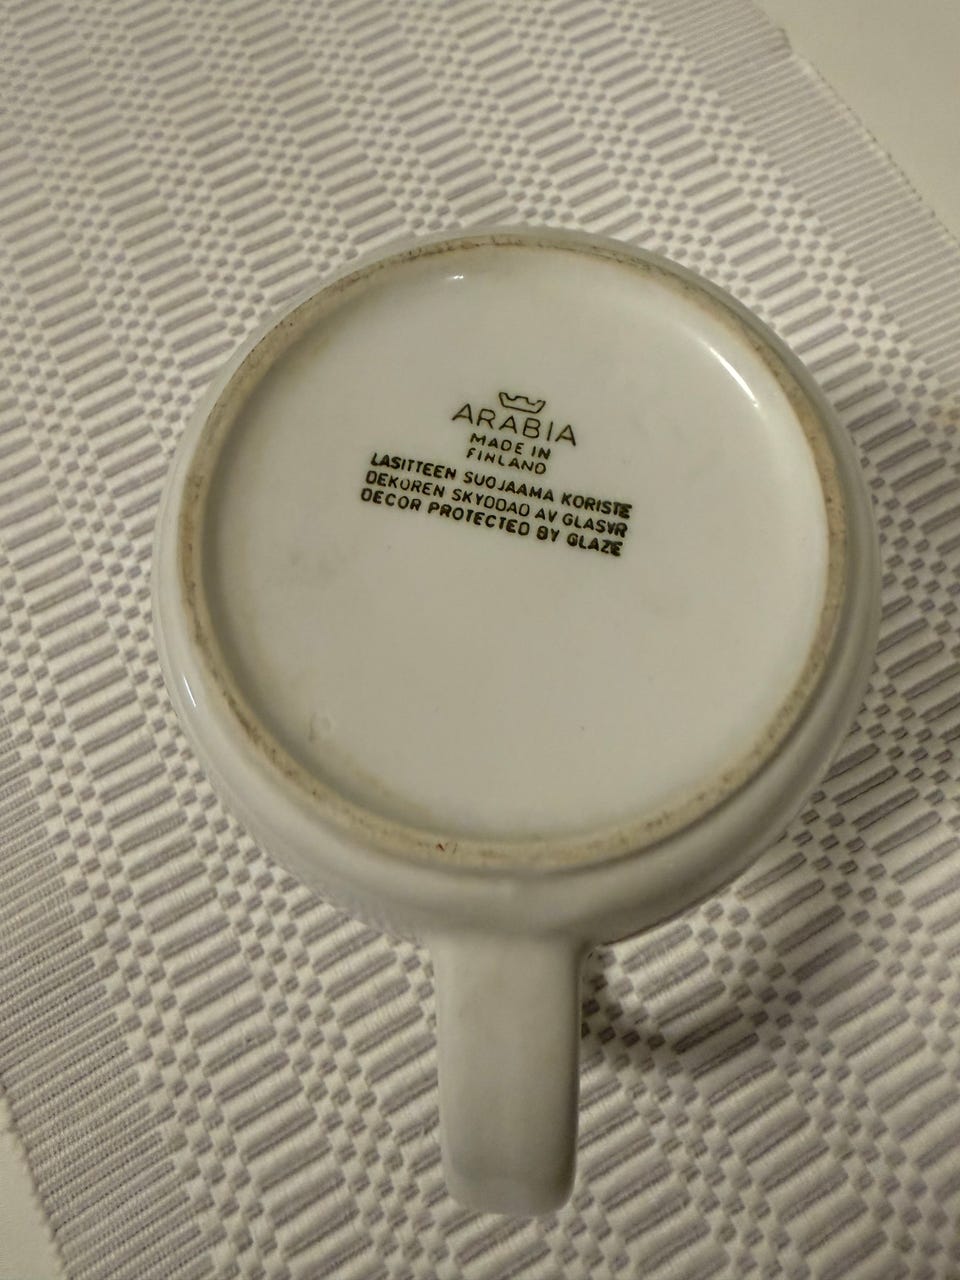 ARABIA
MADE IN
FINLAND
LASITTEEN SUOJAAMA KORISTE
DEKOREN SKYDDAD AV GLASYR
DECOR PROTECTED BY GLAZE